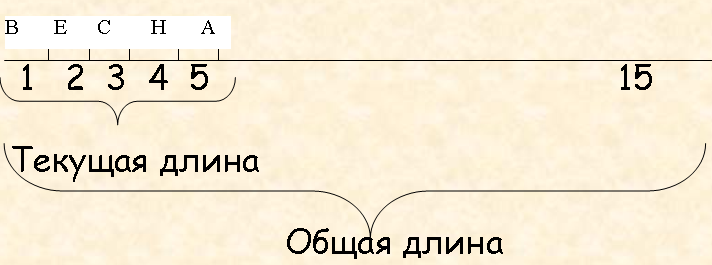 В Е С Н А
1 2 3 4 5 15
Текущая длина
Общая длина